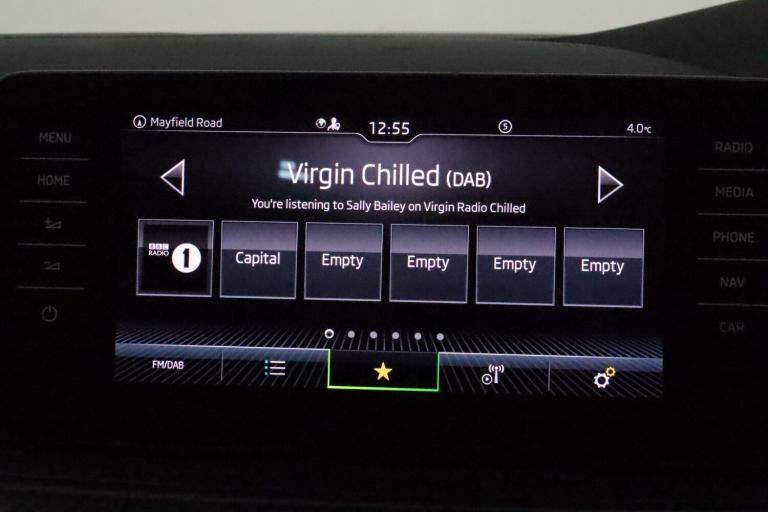 Mayfield Road
12:55
S
4.0°C
MENU
HOME
RADIO
MEDIA
PHONE
NAV
CAR
Virgin Chilled (DAB)
You're listening to Sally Bailey on Virgin Radio Chilled
BBC
RADIO 1
Capital
Empty
Empty
Empty
Empty
FM/DAB